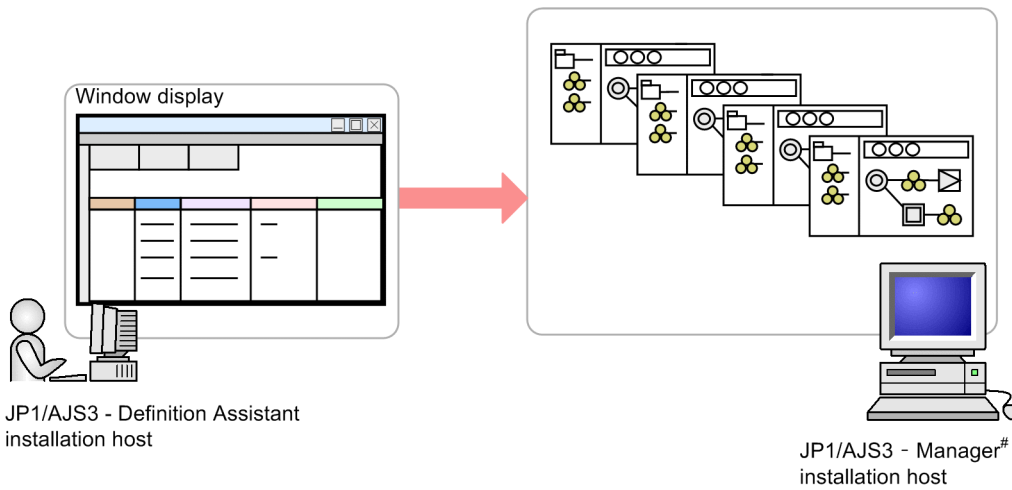 Window display
JP1/AJS3 - Definition Assistant
installation host
JP1/AJS3 - Manager#
installation host